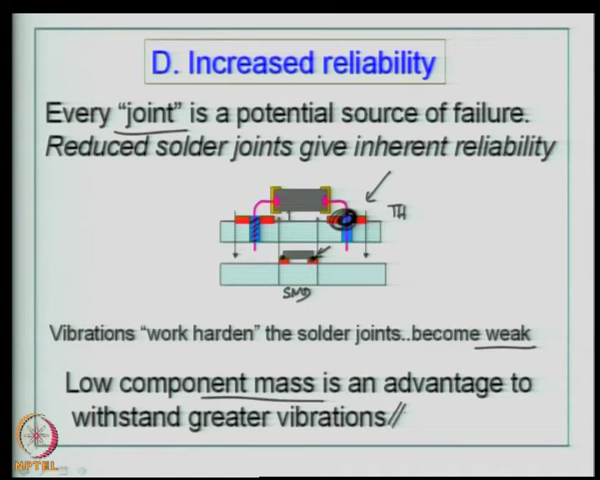 D. Increased reliability
Every "joint" is a potential source of failure.
Reduced solder joints give inherent reliability
TH
SMD
Vibrations "work harden" the solder joints..become weak
Low component mass is an advantage to
withstand greater vibrations
NPTEL